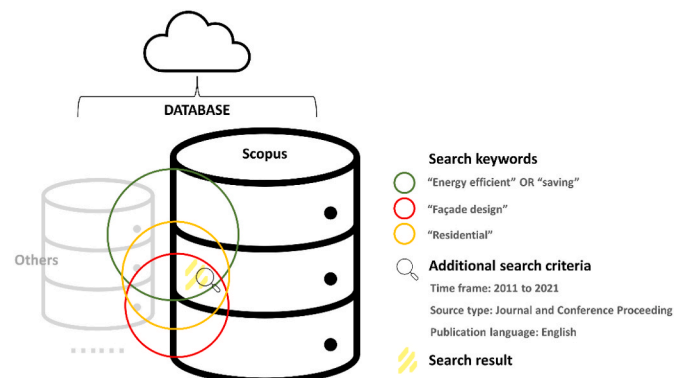 DATABASE
Scopus
Others
......
Search keywords
“Energy efficient” OR “saving”
“Façade design”
“Residential”
Additional search criteria
Time frame: 2011 to 2021
Source type: Journal and Conference Proceeding
Publication language: English
Search result